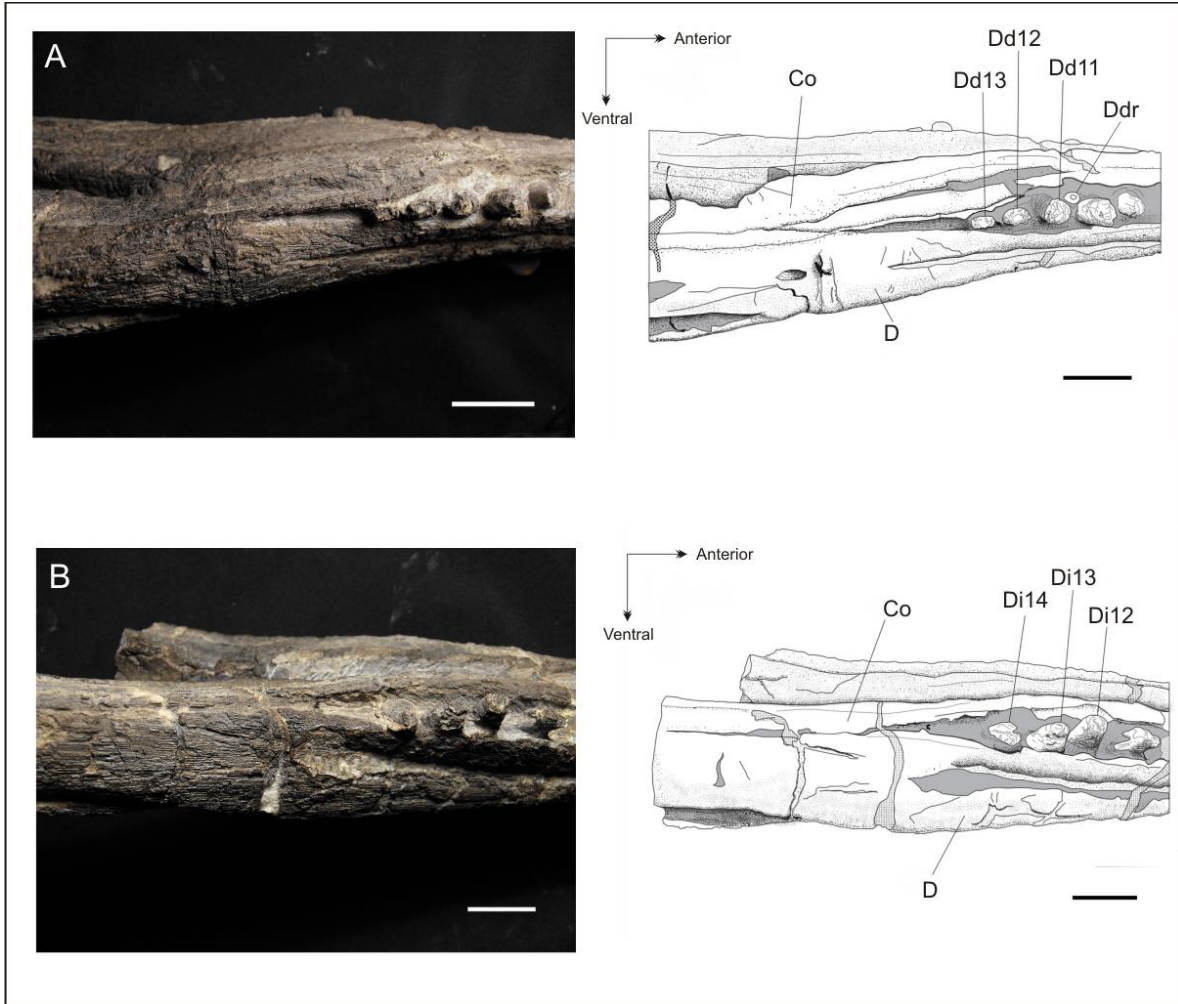 A
Anterior
Ventral
Co
Dd13
Dd12
Dd11
Ddr
D
B
Anterior
Ventral
Co
Di14
Di13
Di12
D